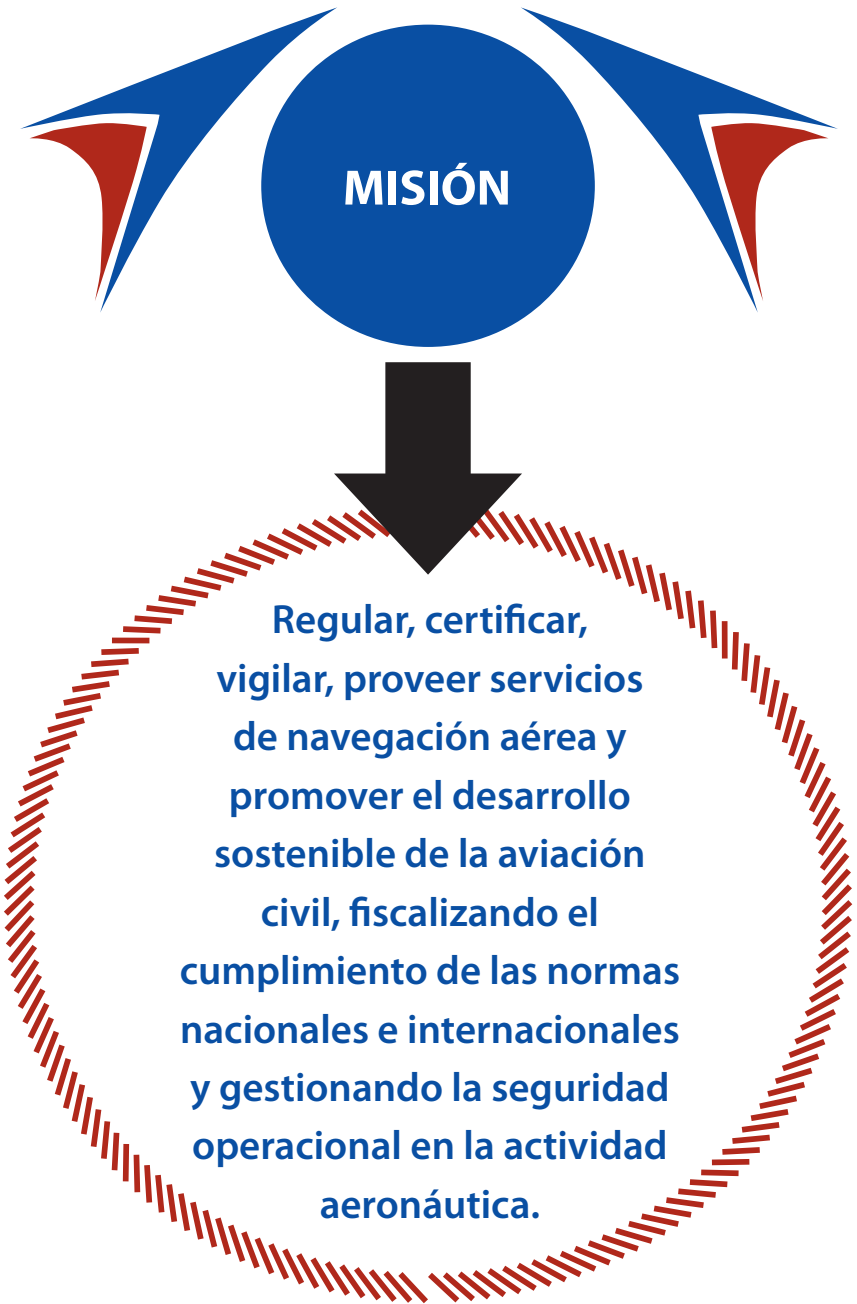 MISIÓN
Regular, certificar,
vigilar, proveer servicios
de navegación aérea y
promover el desarrollo
sostenible de la aviación
civil, fiscalizando el
cumplimiento de las normas
nacionales e internacionales
y gestionando la seguridad
operacional en la actividad
aeronáutica.